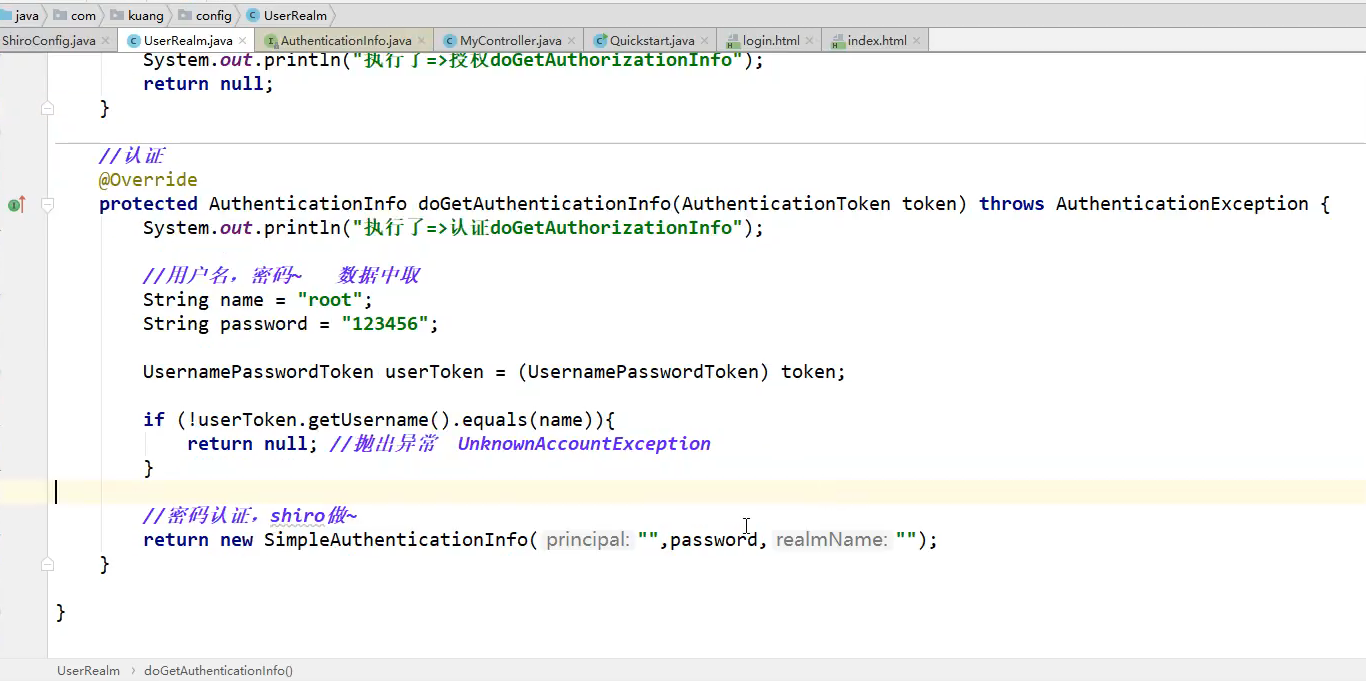 java com kuang config UserRealm
ShiroConfig.java UserRealm.java AuthenticationInfo.java MyController.java Quickstart.java login.html index.html
System.out.println("执行了=>授权doGetAuthorizationInfo");
return null;
}
//认证
@Override
protected AuthenticationInfo doGetAuthenticationInfo(AuthenticationToken token) throws AuthenticationException {
System.out.println("执行了=>认证doGetAuthorizationInfo");
//用户名，密码~ 数据中取
String name = "root";
String password = "123456";
UsernamePasswordToken userToken = (UsernamePasswordToken) token;
if (!userToken.getUsername().equals(name)){
return null; //抛出异常 UnknownAccountException
}
//密码认证，shiro做~
return new SimpleAuthenticationInfo( principal: "",password, realmName: "");
}
}
UserRealm › doGetAuthenticationInfo()